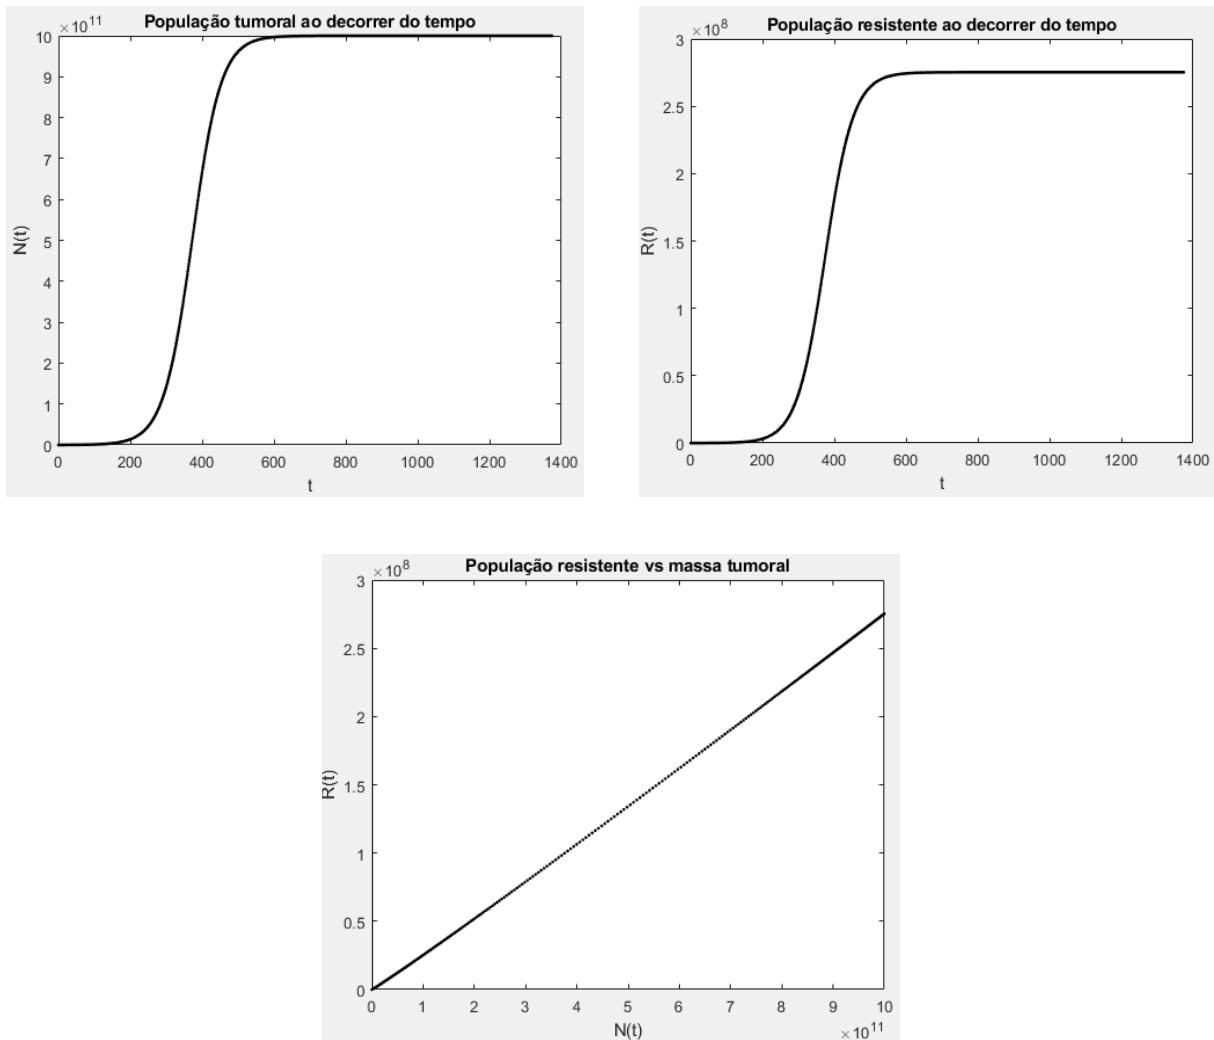 População tumoral ao decorrer do tempo
×10^11
10
9
8
7
6
5
4
3
2
1
0
N(t)
0 200 400 600 800 1000 1200 1400
t
População resistente ao decorrer do tempo
×10^8
3
2.5
2
1.5
1
0.5
0
R(t)
0 200 400 600 800 1000 1200 1400
t
População resistente vs massa tumoral
×10^8
3
2.5
2
1.5
1
0.5
0
R(t)
0 1 2 3 4 5 6 7 8 9 10
N(t)
×10^11